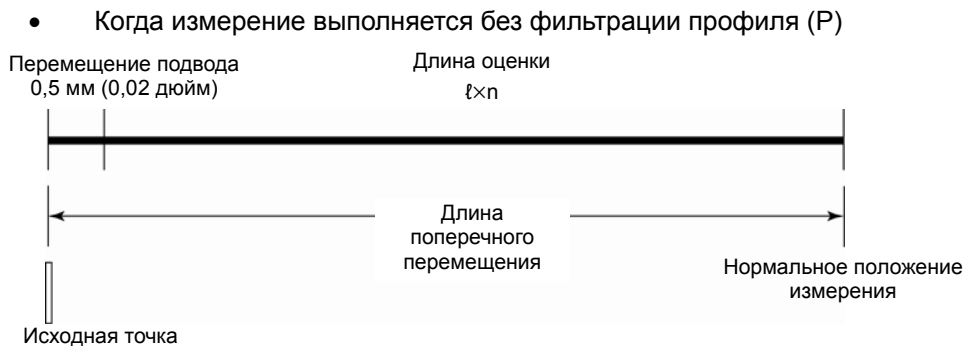 • Когда измерение выполняется без фильтрации профиля (P)
Перемещение подвода
0,5 мм (0,02 дюйм)
Длина оценки
ℓ×n
Длина
поперечного
перемещения
Нормальное положение
измерения
Исходная точка